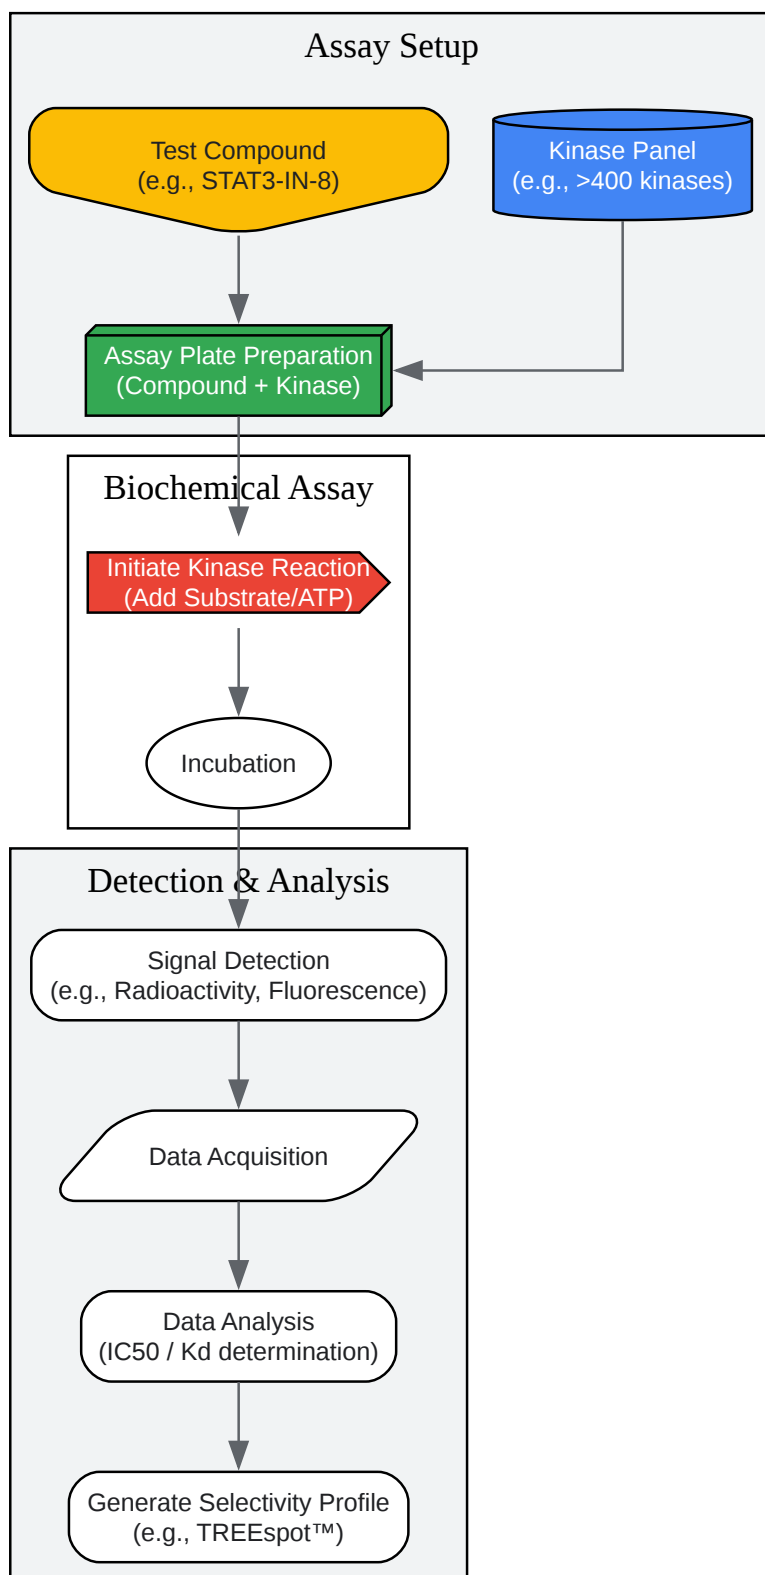 Assay Setup
Test Compound
(e.g., STAT3-IN-8)
Kinase Panel
(e.g., >400 kinases)
Assay Plate Preparation
(Compound + Kinase)
Biochemical Assay
Initiate Kinase Reaction
(Add Substrate/ATP)
Incubation
Detection & Analysis
Signal Detection
(e.g., Radioactivity, Fluorescence)
Data Acquisition
Data Analysis
(IC50 / Kd determination)
Generate Selectivity Profile
(e.g., TREEspot™)